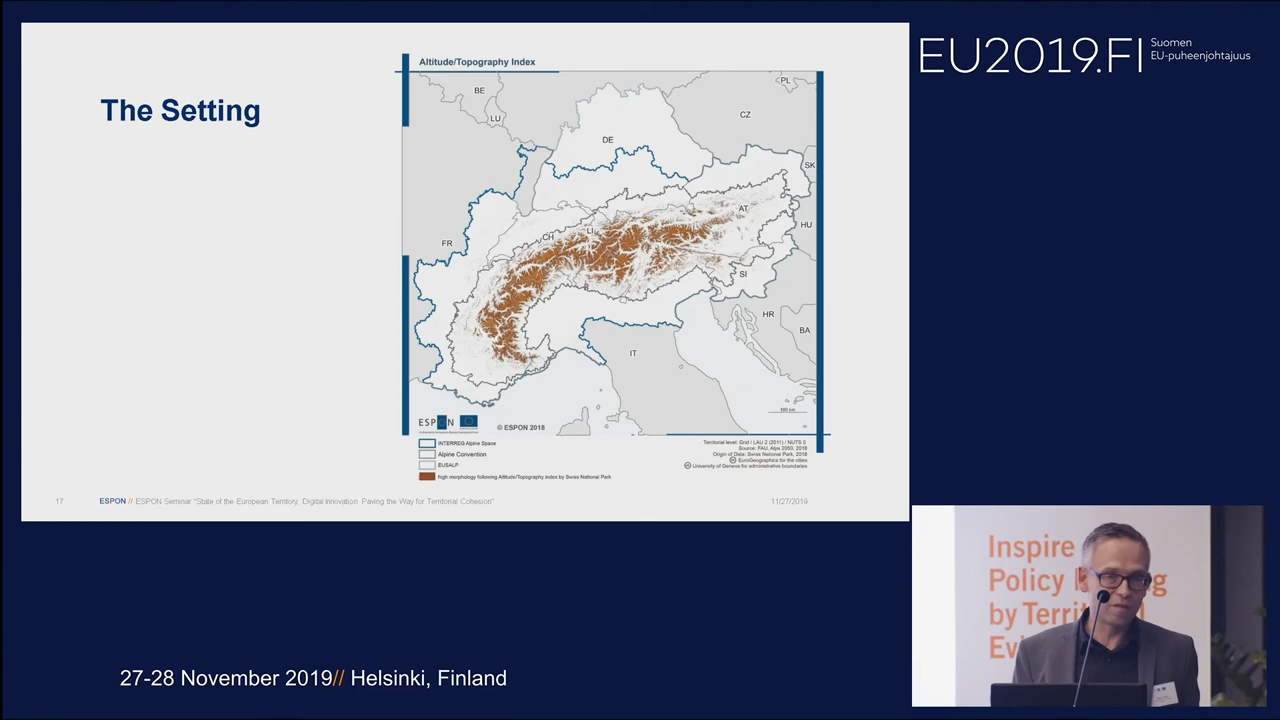 The Setting
Altitude/Topography Index
BE
LU
PL
CZ
DE
SK
AT
HU
FR
CH
LI
SI
HR
BA
IT
500 km
ESPON
© ESPON 2018
INTERREG Alpine Space
Alpine Convention
EUSALP
high morphology following Altitude/Topography index by Swiss National Park
Territorial level: Grid / LAU 2 (2011) / NUTS 0
Source: FAU, Alps 2050, 2018
Origin of Data: Swiss National Park, 2018
EuroGeographics for the cities
University of Geneva for administrative boundaries
17
ESPON // ESPON Seminar "State of the European Territory. Digital Innovation. Paving the Way for Territorial Cohesion"
11/27/2019
EU2019.FI
Suomen
EU-puheenjohtajuus
Inspire
Policy
by
27-28 November 2019// Helsinki, Finland